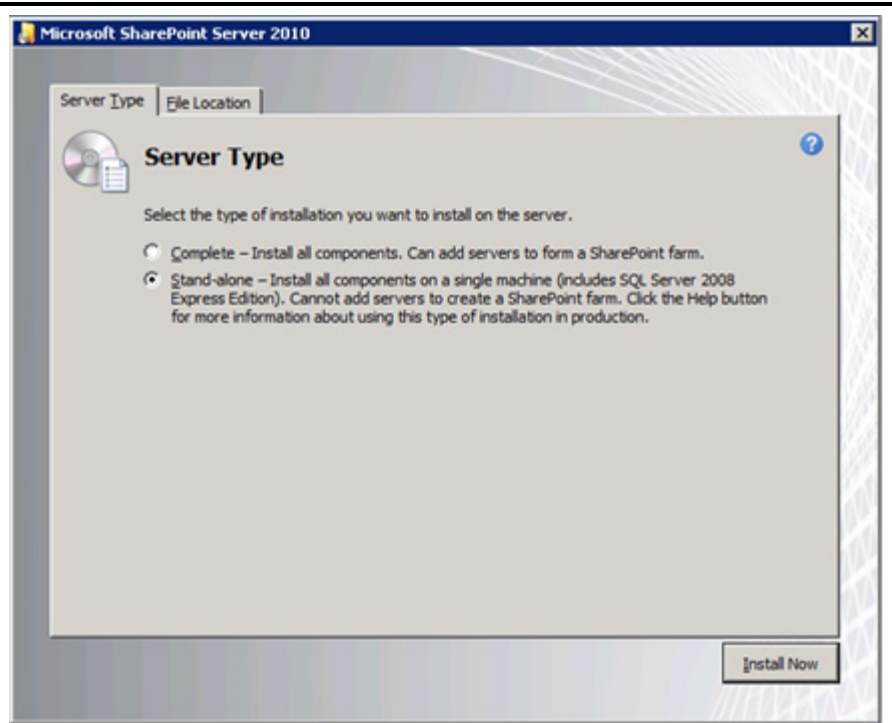 Microsoft SharePoint Server 2010
Server Type
File Location
Server Type
Select the type of installation you want to install on the server.
Complete – Install all components. Can add servers to form a SharePoint farm.
Stand-alone – Install all components on a single machine (includes SQL Server 2008
Express Edition). Cannot add servers to create a SharePoint farm. Click the Help button
for more information about using this type of installation in production.
Install Now